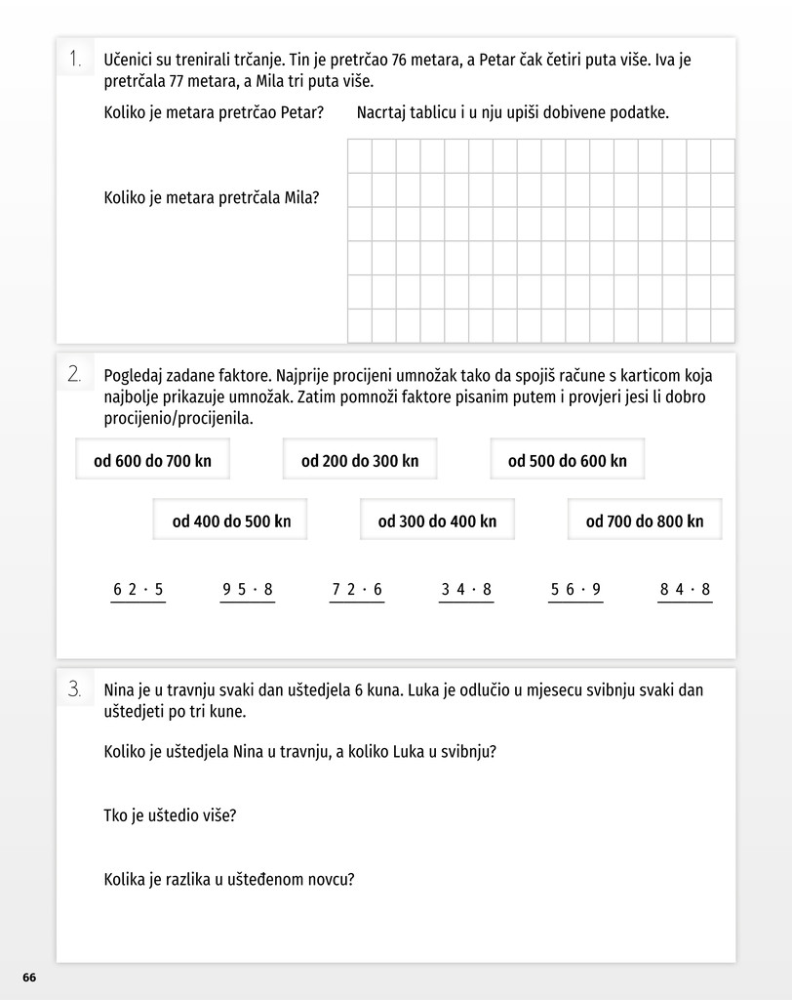 1.
Učenici su trenirali trčanje. Tin je pretrčao 76 metara, a Petar čak četiri puta više. Iva je
pretrčala 77 metara, a Mila tri puta više.
Koliko je metara pretrčao Petar?
Nacrtaj tablicu i u nju upiši dobivene podatke.
Koliko je metara pretrčala Mila?
2.
Pogledaj zadane faktore. Najprije procijeni umnožak tako da spojiš račune s karticom koja
najbolje prikazuje umnožak. Zatim pomnoži faktore pisanim putem i provjeri jesi li dobro
procijenio/procijenila.
od 600 do 700 kn
od 200 do 300 kn
od 500 do 600 kn
od 400 do 500 kn
od 300 do 400 kn
od 700 do 800 kn
6 2 · 5
9 5 · 8
7 2 · 6
3 4 · 8
5 6 · 9
8 4 · 8
3.
Nina je u travnju svaki dan uštedjela 6 kuna. Luka je odlučio u mjesecu svibnju svaki dan
uštedjeti po tri kune.
Koliko je uštedjela Nina u travnju, a koliko Luka u svibnju?
Tko je uštedio više?
Kolika je razlika u ušteđenom novcu?
66